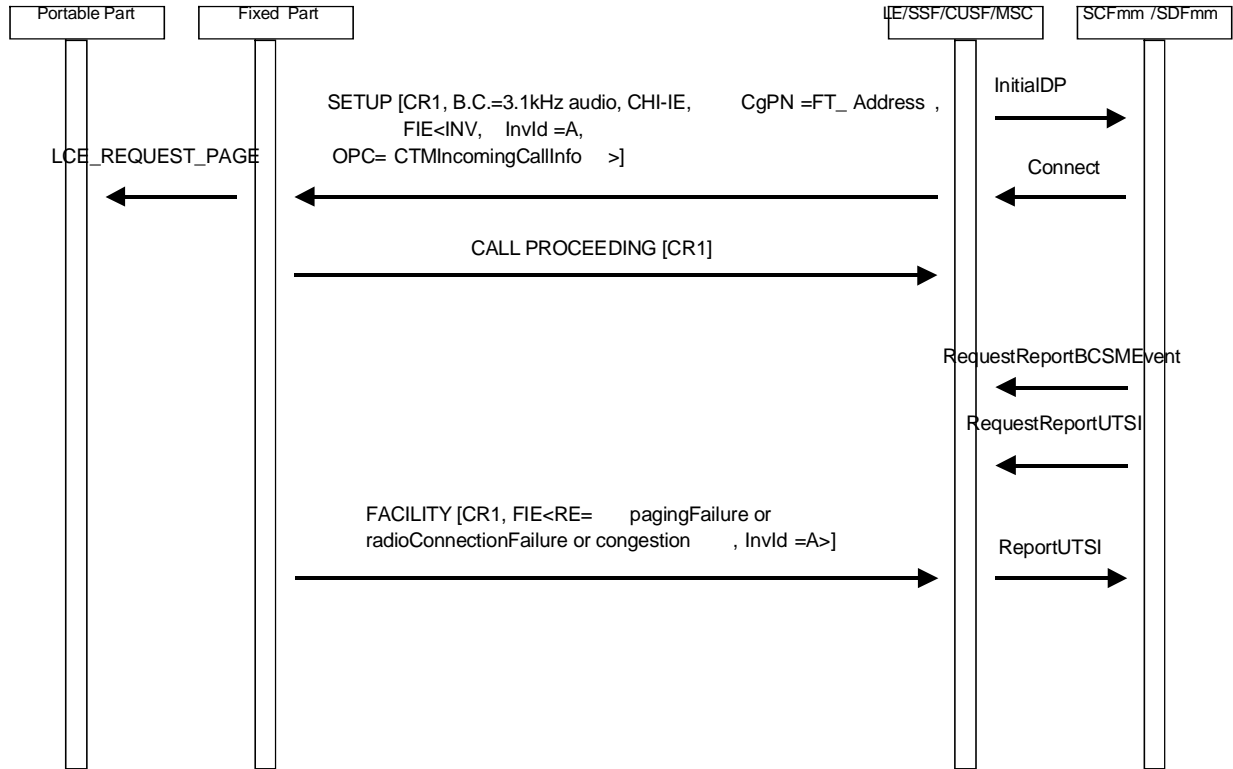 Portable Part
Fixed Part
LE/SSF/CUSF/MSC
SCFmm /SDFmm
InitialDP
SETUP [CR1, B.C.=3.1kHz audio, CHI-IE, CgPN =FT_ Address ,
FIE<INV, InvId =A,
OPC= CTMIncomingCallInfo >]
LCE_REQUEST_PAGE
Connect
CALL PROCEEDING [CR1]
RequestReportBCSMEvent
RequestReportUTSI
FACILITY [CR1, FIE<RE= pagingFailure or
radioConnectionFailure or congestion , InvId =A>]
ReportUTSI